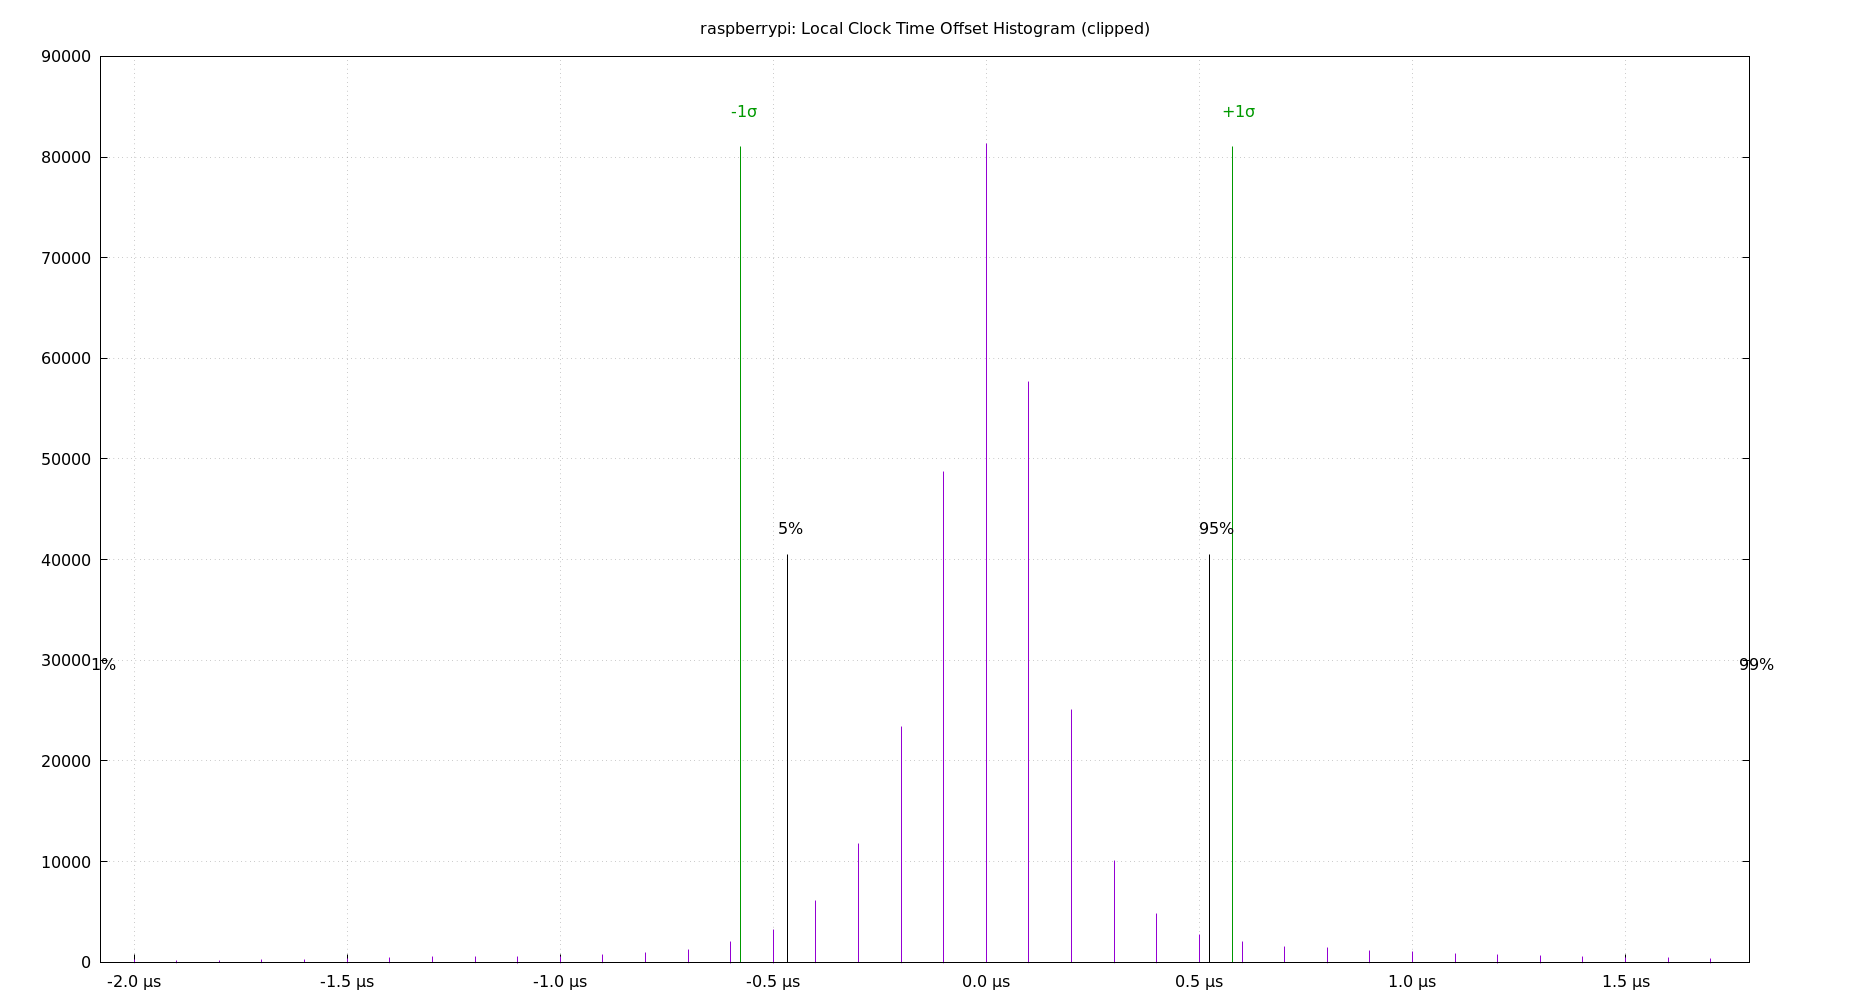 raspberrypi: Local Clock Time Offset Histogram (clipped)
90000
-1σ +1σ
80000
70000
60000
50000
5% 95%
40000
30000 1% 99%
20000
10000
0
-2.0 μs -1.5 μs -1.0 μs -0.5 μs 0.0 μs 0.5 μs 1.0 μs 1.5 μs